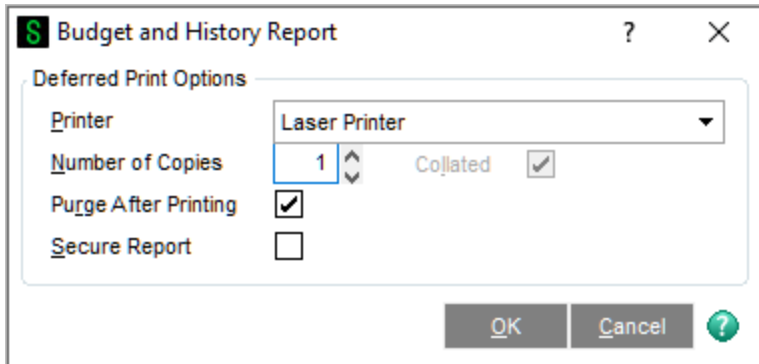 S Budget and History Report ? X
Deferred Print Options
Printer Laser Printer
Number of Copies 1 Collated
Purge After Printing
Secure Report
OK Cancel ?